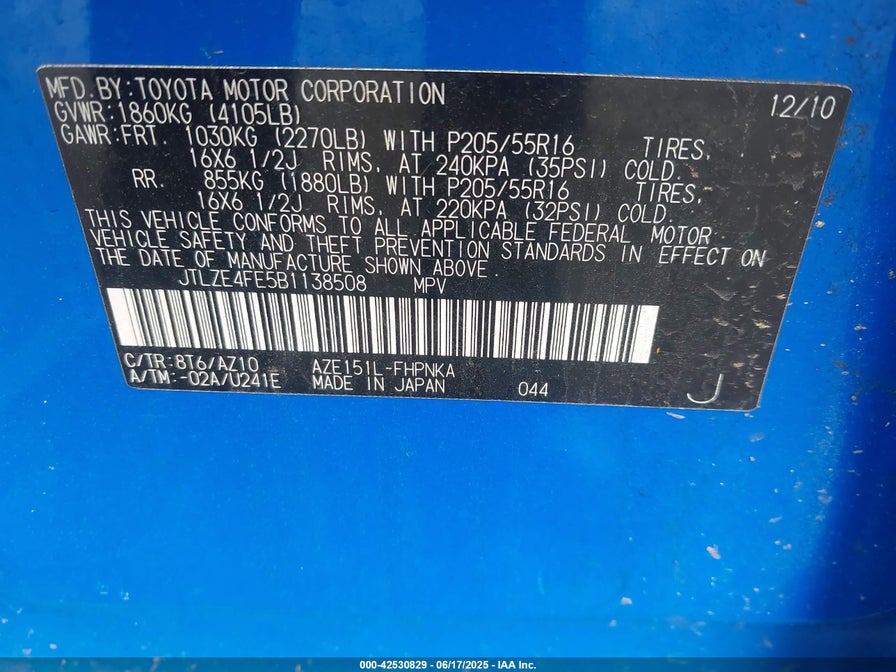 MFD.BY:TOYOTA MOTOR CORPORATION 12/10
GVWR:1860KG (4105LB)
GAWR:FRT. 1030KG (2270LB) WITH P205/55R16 TIRES,
16X6 1/2J RIMS, AT 240KPA (35PSI) COLD.
RR. 855KG (1880LB) WITH P205/55R16 TIRES,
16X6 1/2J RIMS, AT 220KPA (32PSI) COLD.
THIS VEHICLE CONFORMS TO ALL APPLICABLE FEDERAL MOTOR
VEHICLE SAFETY AND THEFT PREVENTION STANDARDS IN EFFECT ON
THE DATE OF MANUFACTURE SHOWN ABOVE.
JTLZE4FE5B1138508 MPV
C/TR:8T6/AZ10 AZE151L-FHPNKA
A/TM:-02A/U241E MADE IN JAPAN 044 J
000-42530829 - 06/17/2025 - IAA Inc.